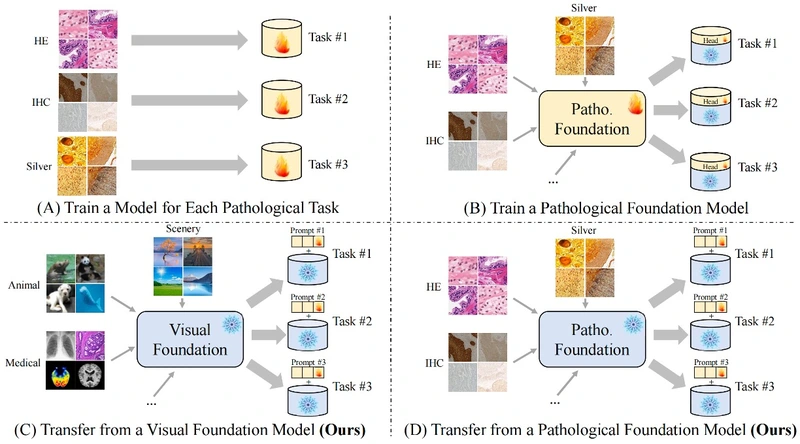 HE
Task #1
IHC
Task #2
Silver
Task #3
(A) Train a Model for Each Pathological Task
Silver
HE
IHC
...
Patho.
Foundation
Head
Task #1
Head
Task #2
Head
Task #3
(B) Train a Pathological Foundation Model
Scenery
Animal
Medical
...
Visual
Foundation
Prompt #1
+
Task #1
Prompt #2
+
Task #2
Prompt #3
+
Task #3
(C) Transfer from a Visual Foundation Model (Ours)
Silver
HE
IHC
...
Patho.
Foundation
Prompt #1
+
Task #1
Prompt #2
+
Task #2
Prompt #3
+
Task #3
(D) Transfer from a Pathological Foundation Model (Ours)